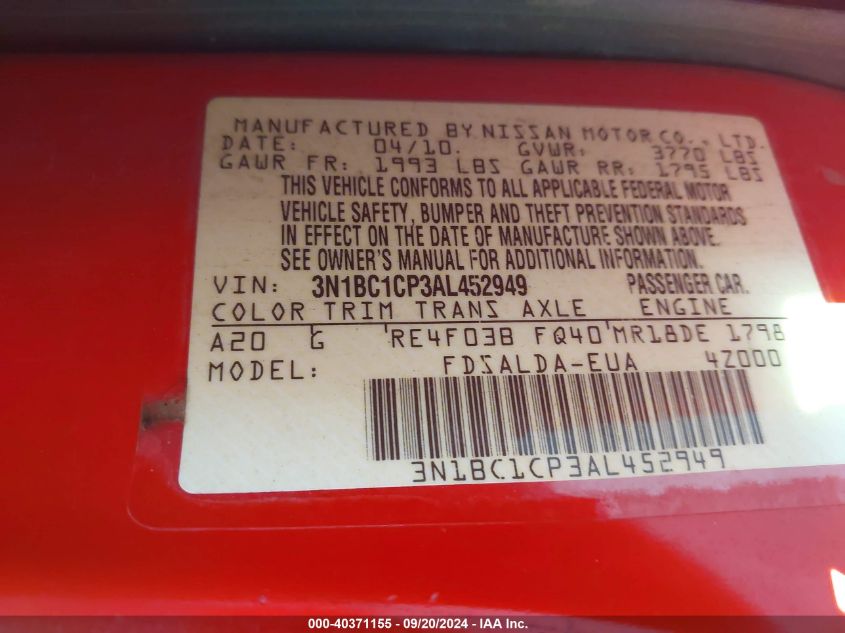 MANUFACTURED BY NISSAN MOTOR CO., LTD.
DATE: 04/10. GVWR: 3770 LBS
GAWR FR: 1993 LBS GAWR RR: 1795 LBS
THIS VEHICLE CONFORMS TO ALL APPLICABLE FEDERAL MOTOR
VEHICLE SAFETY, BUMPER AND THEFT PREVENTION STANDARDS
IN EFFECT ON THE DATE OF MANUFACTURE SHOWN ABOVE.
SEE OWNER'S MANUAL FOR ADDITIONAL INFORMATION.
VIN: 3N1BC1CP3AL452949 PASSENGER CAR.
COLOR TRIM TRANS AXLE ENGINE
A20 G RE4F03B FQ40 MR18DE 1798
MODEL: FDSALDA-EUA 4Z000
3N1BC1CP3AL452949
000-40371155 - 09/20/2024 - IAA Inc.